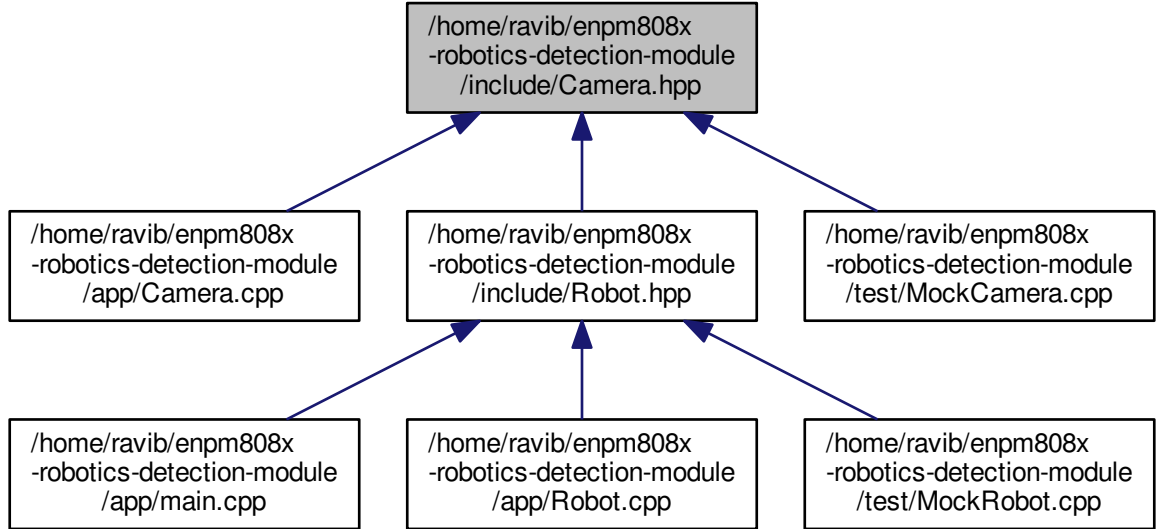 /home/ravib/enpm808x
-robotics-detection-module
/include/Camera.hpp
/home/ravib/enpm808x
-robotics-detection-module
/app/Camera.cpp
/home/ravib/enpm808x
-robotics-detection-module
/include/Robot.hpp
/home/ravib/enpm808x
-robotics-detection-module
/test/MockCamera.cpp
/home/ravib/enpm808x
-robotics-detection-module
/app/main.cpp
/home/ravib/enpm808x
-robotics-detection-module
/app/Robot.cpp
/home/ravib/enpm808x
-robotics-detection-module
/test/MockRobot.cpp